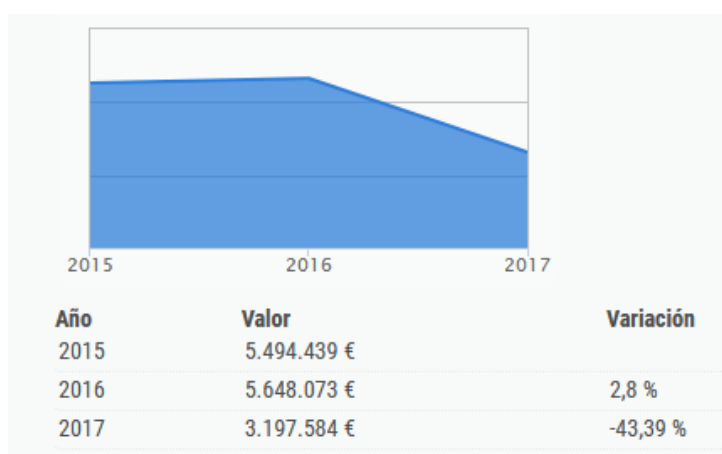 2015 2016 2017
Año Valor Variación
2015 5.494.439 €
2016 5.648.073 € 2,8 %
2017 3.197.584 € -43,39 %